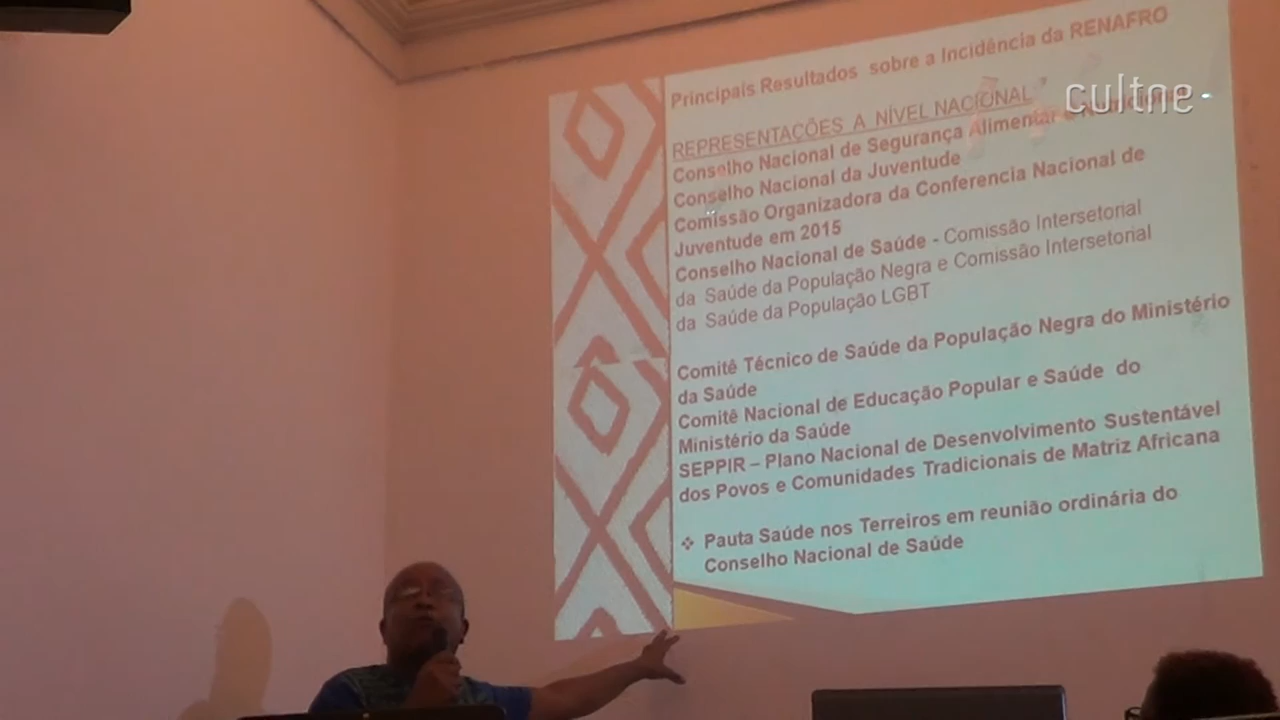 Principais Resultados sobre a Incidência da RENAFRO
cultne
REPRESENTAÇÕES A NÍVEL NACIONAL
Conselho Nacional de Segurança Alimentar e Nutricional
Conselho Nacional da Juventude
Comissão Organizadora da Conferencia Nacional de
Juventude em 2015
Conselho Nacional de Saúde - Comissão Intersetorial
da Saúde da População Negra e Comissão Intersetorial
da Saúde da População LGBT
Comitê Técnico de Saúde da População Negra do Ministério
da Saúde
Comitê Nacional de Educação Popular e Saúde do
Ministério da Saúde
SEPPIR – Plano Nacional de Desenvolvimento Sustentável
dos Povos e Comunidades Tradicionais de Matriz Africana
❖ Pauta Saúde nos Terreiros em reunião ordinária do
Conselho Nacional de Saúde